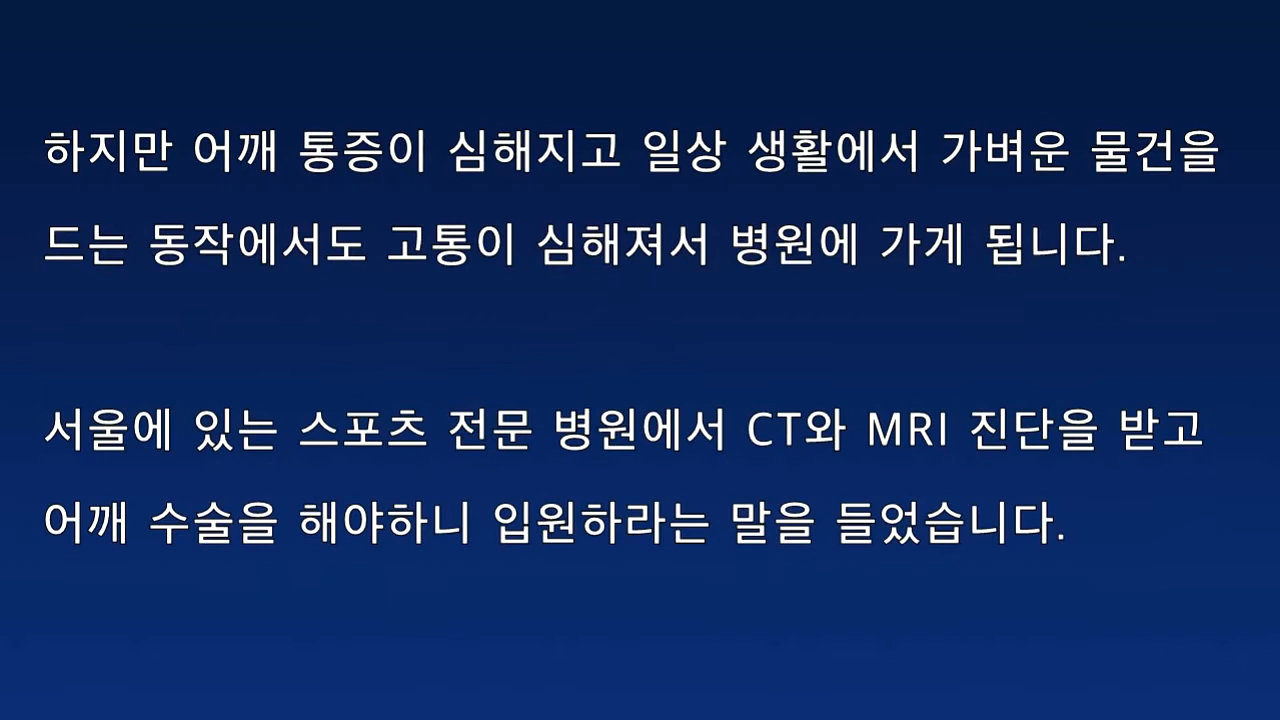 하지만 어깨 통증이 심해지고 일상 생활에서 가벼운 물건을
드는 동작에서도 고통이 심해져서 병원에 가게 됩니다.
서울에 있는 스포츠 전문 병원에서 CT와 MRI 진단을 받고
어깨 수술을 해야하니 입원하라는 말을 들었습니다.